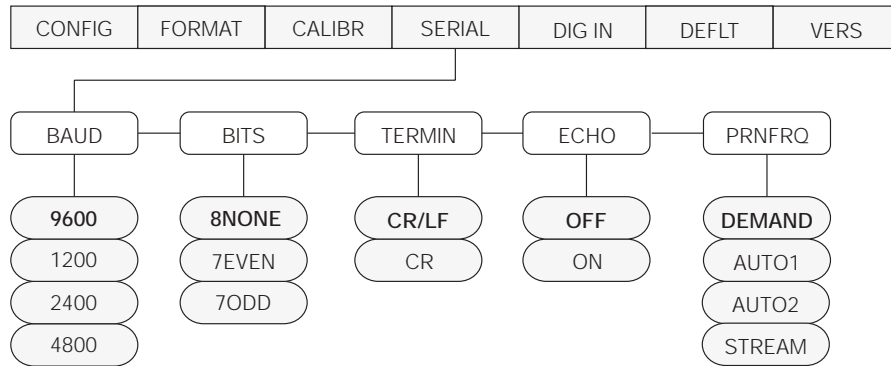 CONFIG FORMAT CALIBR SERIAL DIG IN DEFLT VERS
BAUD BITS TERMIN ECHO PRNFRQ
9600 8NONE CR/LF OFF DEMAND
1200 7EVEN CR ON AUTO1
2400 7ODD AUTO2
4800 STREAM